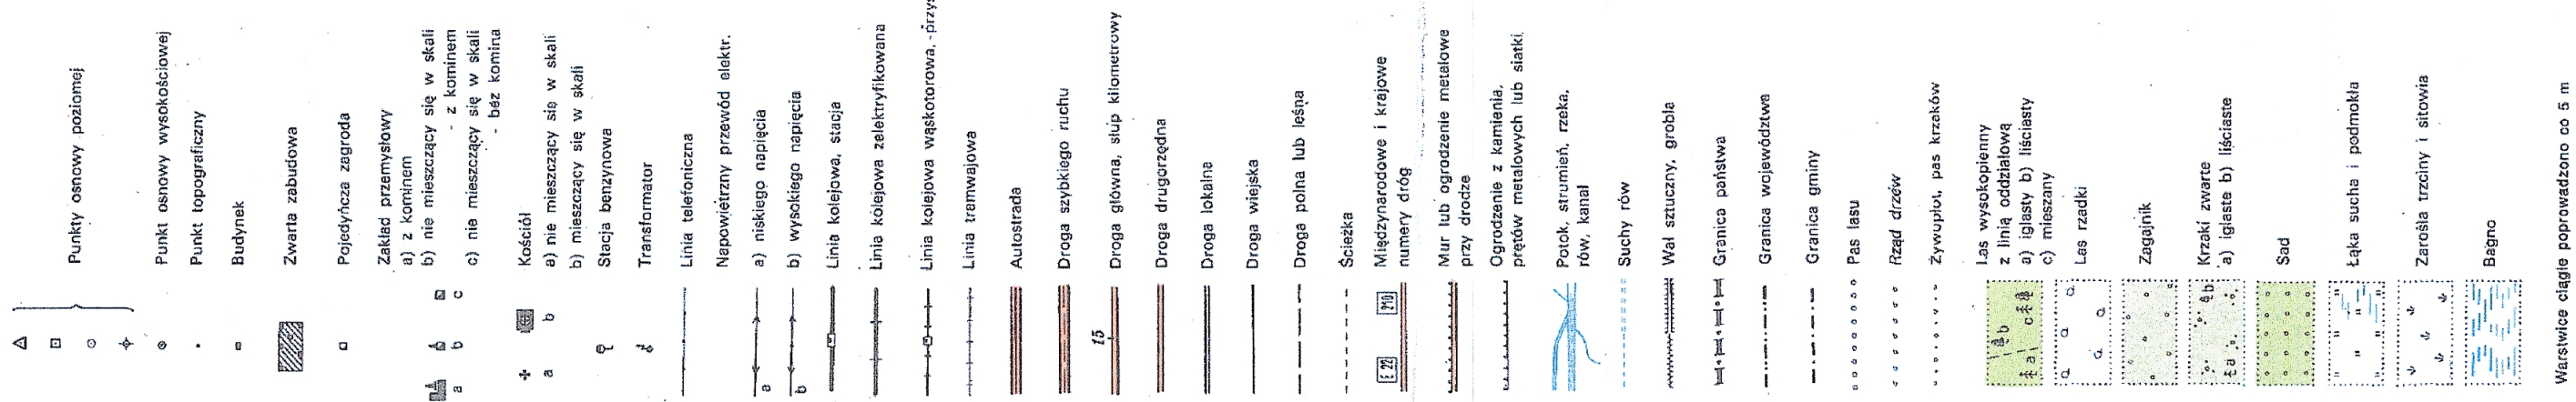 Punkty osnowy poziomej
Punkt osnowy wysokościowej
Punkt topograficzny
Budynek
Zwarta zabudowa
Pojedyńcza zagroda
Zakład przemysłowy
a) z kominem
b) nie mieszczący się w skali
- z kominem
c) nie mieszczący się w skali
- bez komina
a b c
Kościół
a) nie mieszczący się w skali
b) mieszczący się w skali
a b
Stacja benzynowa
Transformator
Linia telefoniczna
Napowietrzny przewód elektr.
a) niskiego napięcia
a
b) wysokiego napięcia
b
Linia kolejowa, stacja
Linia kolejowa zelektryfikowana
Linia kolejowa wąskotorowa,
Linia tramwajowa
Autostrada
Droga szybkiego ruchu
15 Droga główna, słup kilometrowy
Droga drugorzędna
Droga lokalna
Droga wiejska
Droga polna lub leśna
Ścieżka
E 22 210 Międzynarodowe i krajowe
numery dróg
Mur lub ogrodzenie metalowe
przy drodze
Ogrodzenie z kamienia,
prętów metalowych lub siatki,
Potok, strumień, rzeka,
rów, kanał
Suchy rów
Wał sztuczny, grobla
Granica państwa
Granica województwa
Granica gminy
Pas lasu
Rząd drzew
Żywopłot, pas krzaków
Las wysokopienny
z linią oddziałową
a) iglasty b) liściasty
c) mieszany
a b c
Las rzadki
Zagajnik
Krzaki zwarte
a) iglaste b) liściaste
a b
Sad
Łąka sucha i podmokła
Zarośla trzciny i sitowia
Bagno
Warstwice ciągłe poprowadzono co 5 m